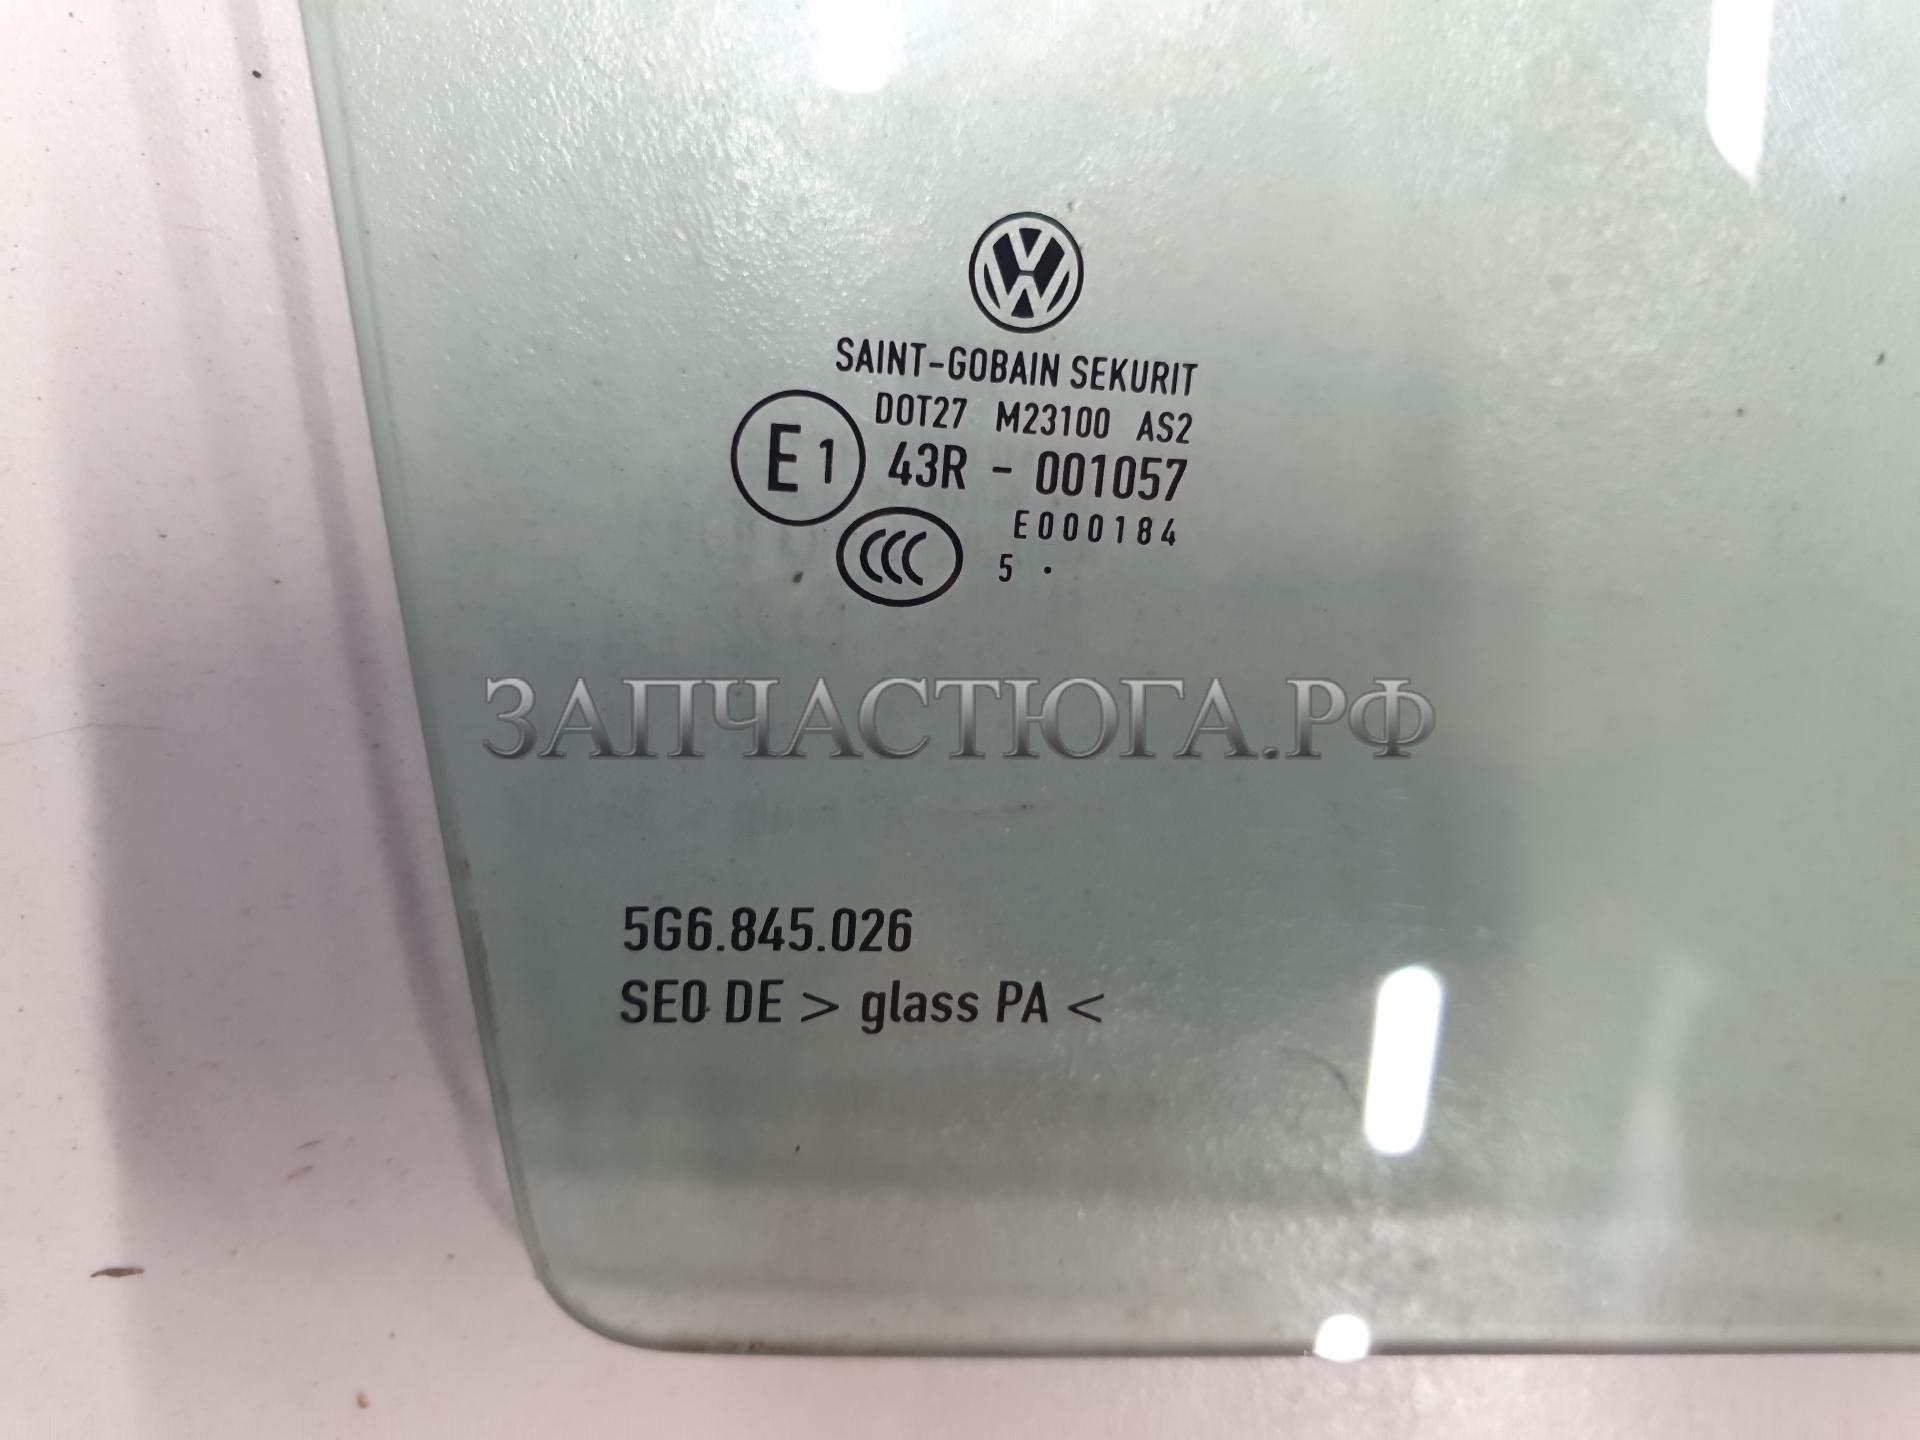 SAINT-GOBAIN SEKURIT
DOT27 M23100 AS2
E1 43R - 001057
E000184
CCC 5 ·
ЗАПЧАСТЮГА.РФ
5G6.845.026
SEO DE > glass PA <